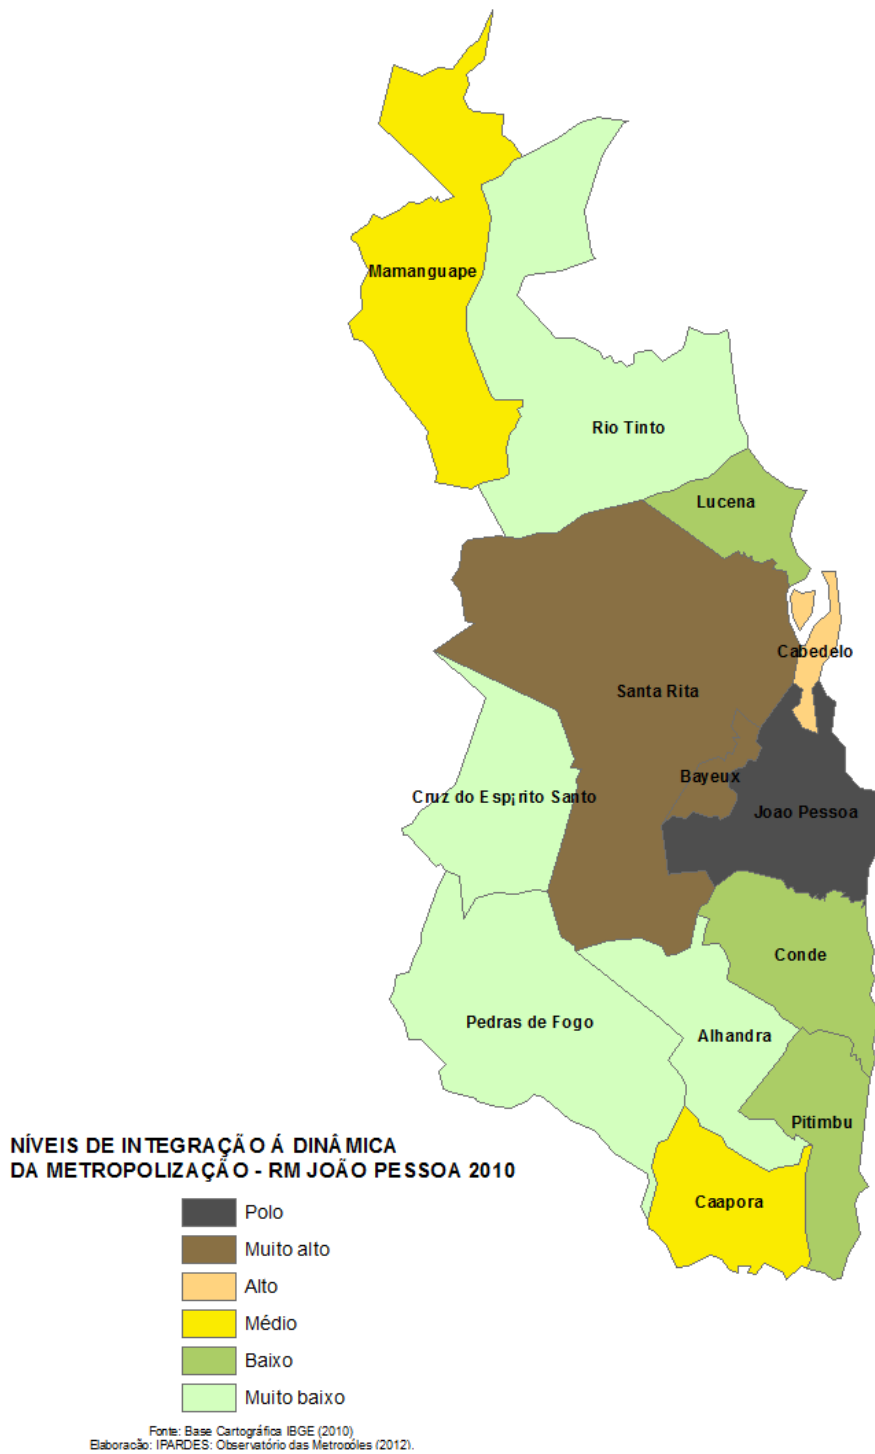 Mamanguape
Rio Tinto
Lucena
Cabedelo
Santa Rita
Bayeux
Cruz do Esp¡rito Santo
Joao Pessoa
Conde
Pedras de Fogo
Alhandra
Pitimbu
Caapora
NÍVEIS DE INTEGRAÇÃO Á DINÂMICA
DA METROPOLIZAÇÃO - RM JOÃO PESSOA 2010
Polo
Muito alto
Alto
Médio
Baixo
Muito baixo
Fonte: Base Cartográfica IBGE (2010)
Elaboração: IPARDES: Observatório das Metropóles (2012).